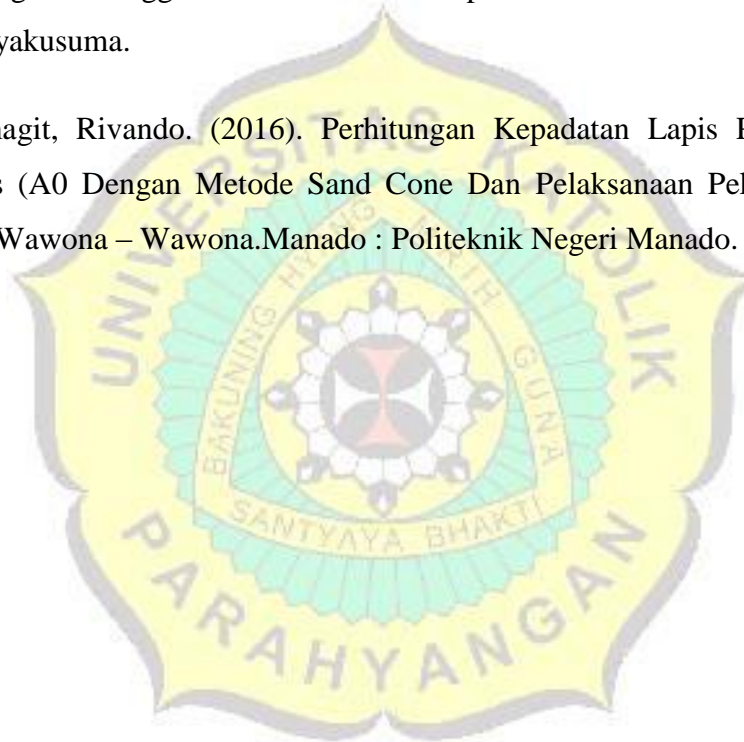 yakusuma.
agit, Rivando. (2016). Perhitungan Kepadatan Lapis
s (A0 Dengan Metode Sand Cone Dan Pelaksanaan Pel
Wawona – Wawona.Manado : Politeknik Negeri Manado.
UNIVERSITAS KATOLIK
BAKUNING HYANG MRIH GUNA
SANTYAYA BHAKTI
PARAHYANGAN